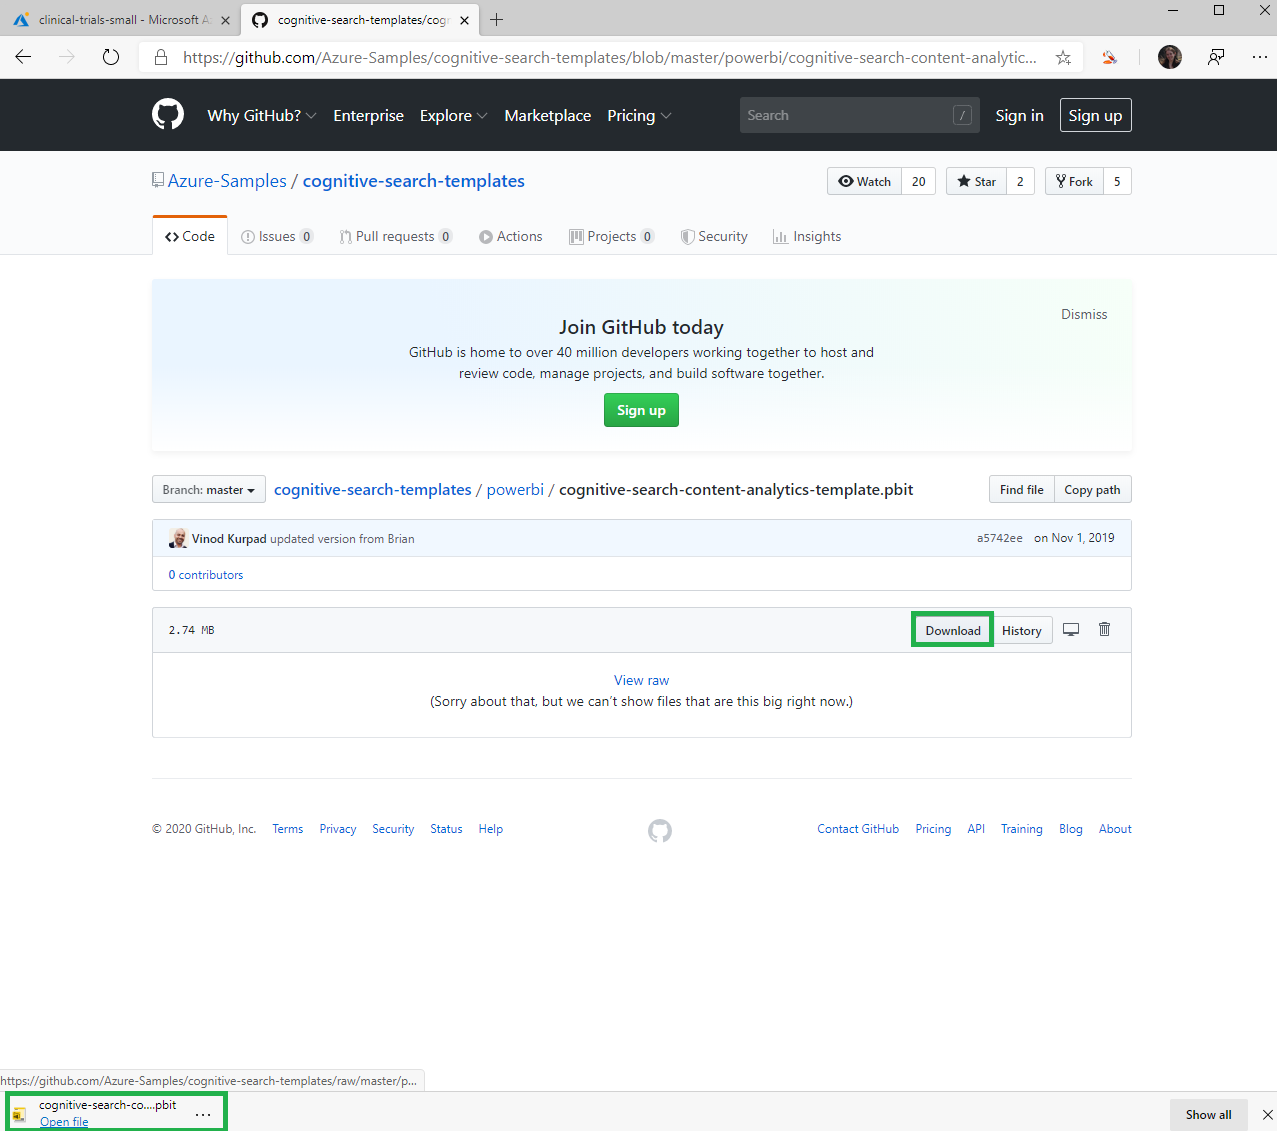 clinical-trials-small - Microsoft A
cognitive-search-templates/cog
https://github.com/Azure-Samples/cognitive-search-templates/blob/master/powerbi/cognitive-search-content-analytic...
Why GitHub? Enterprise Explore Marketplace Pricing Search / Sign in Sign up
Azure-Samples / cognitive-search-templates Watch 20 Star 2 Fork 5
Code Issues 0 Pull requests 0 Actions Projects 0 Security Insights
Dismiss
Join GitHub today
GitHub is home to over 40 million developers working together to host and
review code, manage projects, and build software together.
Sign up
Branch: master cognitive-search-templates / powerbi / cognitive-search-content-analytics-template.pbit Find file Copy path
Vinod Kurpad updated version from Brian a5742ee on Nov 1, 2019
0 contributors
2.74 MB Download History
View raw
(Sorry about that, but we can’t show files that are this big right now.)
© 2020 GitHub, Inc. Terms Privacy Security Status Help Contact GitHub Pricing API Training Blog About
https://github.com/Azure-Samples/cognitive-search-templates/raw/master/p...
cognitive-search-co....pbit
Open file
...
Show all